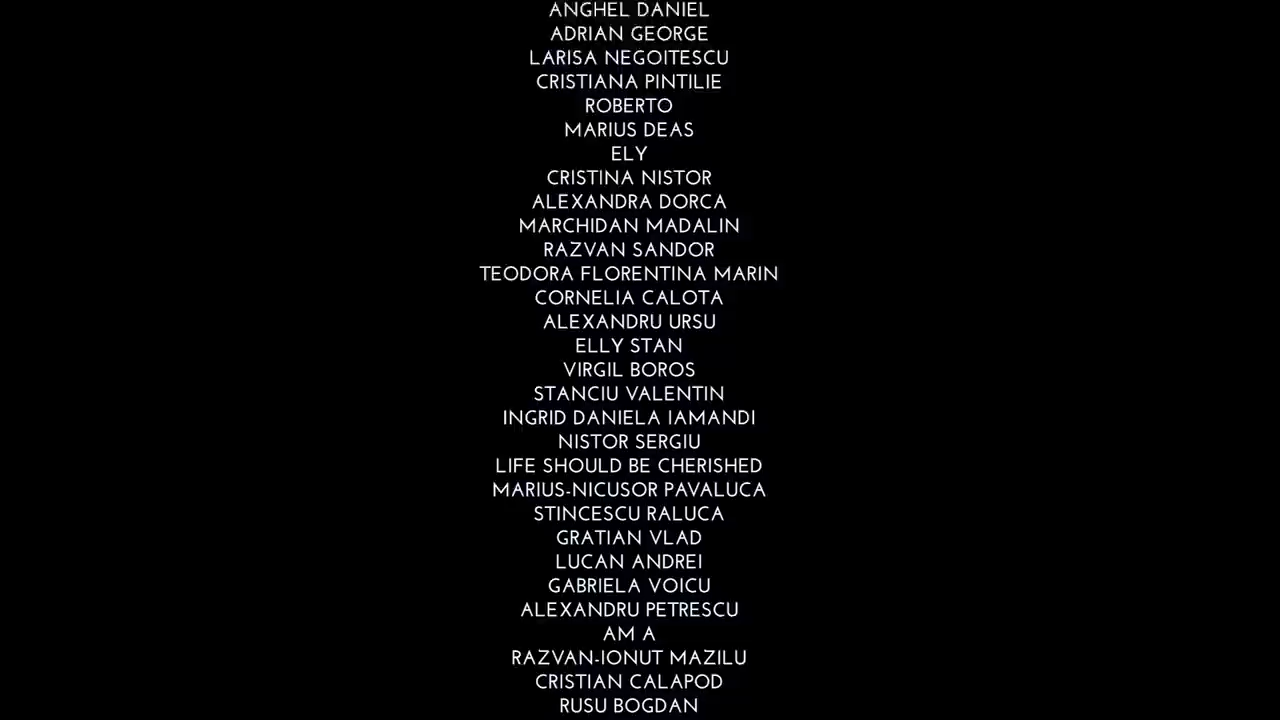 ANGHEL DANIEL
ADRIAN GEORGE
LARISA NEGOITESCU
CRISTIANA PINTILIE
ROBERTO
MARIUS DEAS
ELY
CRISTINA NISTOR
ALEXANDRA DORCA
MARCHIDAN MADALIN
RAZVAN SANDOR
TEODORA FLORENTINA MARIN
CORNELIA CALOTA
ALEXANDRU URSU
ELLY STAN
VIRGIL BOROS
STANCIU VALENTIN
INGRID DANIELA IAMANDI
NISTOR SERGIU
LIFE SHOULD BE CHERISHED
MARIUS-NICUSOR PAVALUCA
STINCESCU RALUCA
GRATIAN VLAD
LUCAN ANDREI
GABRIELA VOICU
ALEXANDRU PETRESCU
AM A
RAZVAN-IONUT MAZILU
CRISTIAN CALAPOD
RUSU BOGDAN